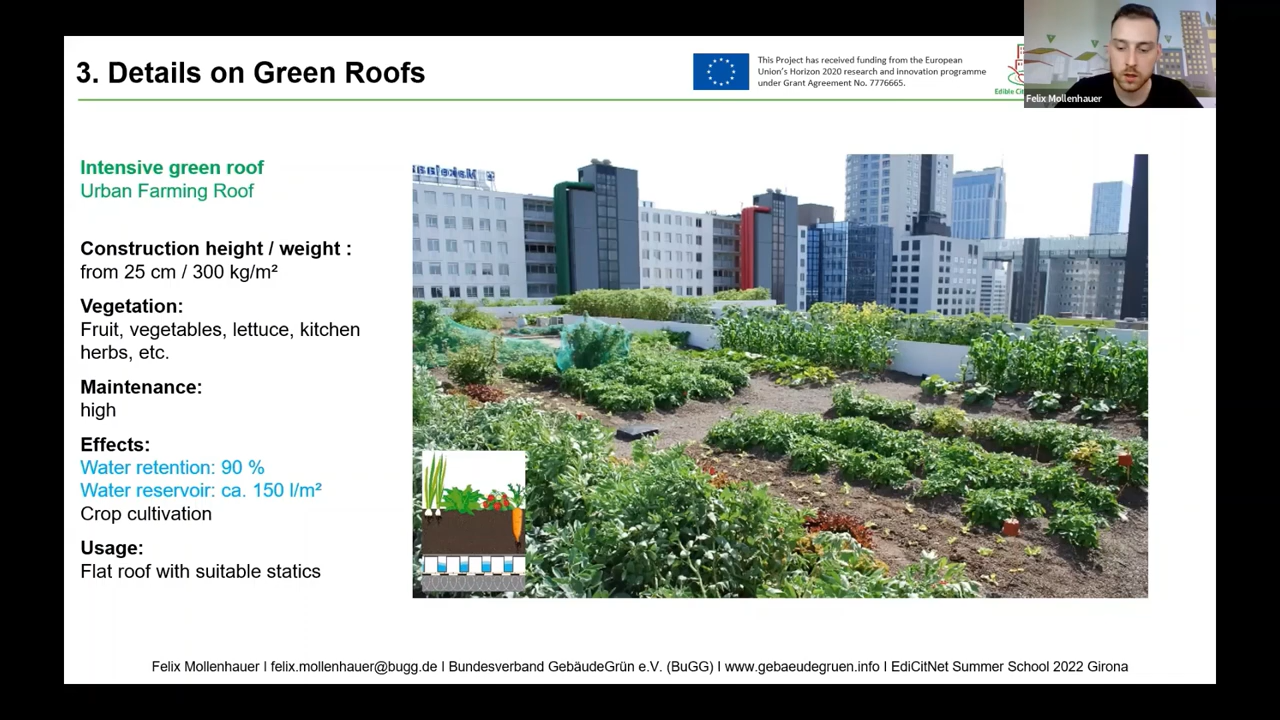 3. Details on Green Roofs
This Project has received funding from the European
Union's Horizon 2020 research and innovation programme
under Grant Agreement No. 7776665.
Edible
Felix Mollenhauer
Intensive green roof
Urban Farming Roof
Construction height / weight :
from 25 cm / 300 kg/m²
Vegetation:
Fruit, vegetables, lettuce, kitchen
herbs, etc.
Maintenance:
high
Effects:
Water retention: 90 %
Water reservoir: ca. 150 l/m²
Crop cultivation
Usage:
Flat roof with suitable statics
Felix Mollenhauer I felix.mollenhauer@bugg.de I Bundesverband GebäudeGrün e.V. (BuGG) I www.gebaeudegruen.info I EdiCitNet Summer School 2022 Girona